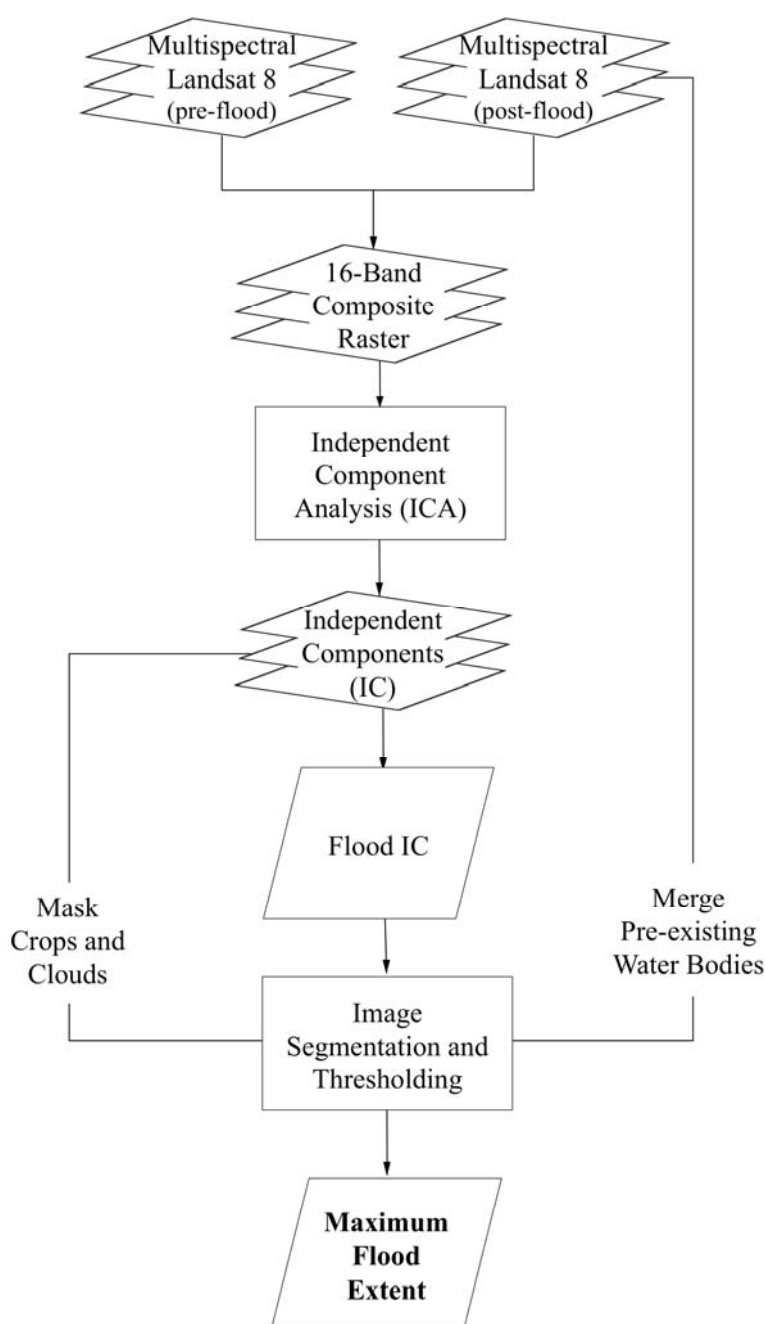 Multispectral
Landsat 8
(pre-flood)
Multispectral
Landsat 8
(post-flood)
16-Band
Composite
Raster
Independent
Component
Analysis (ICA)
Independent
Components
(IC)
Flood IC
Mask
Crops and
Clouds
Merge
Pre-existing
Water Bodies
Image
Segmentation and
Thresholding
Maximum
Flood
Extent